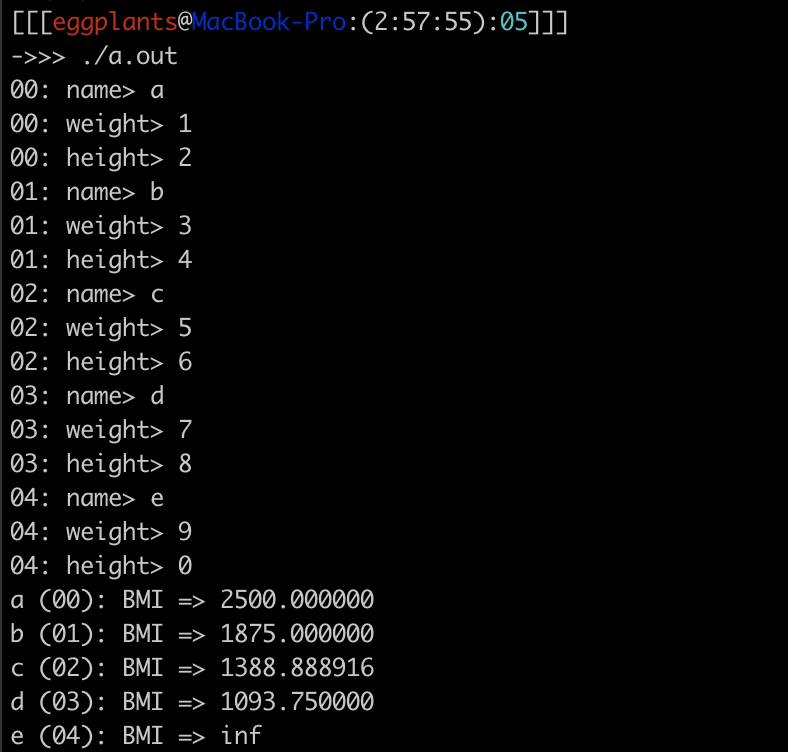 [[[eggplants@MacBook-Pro:(2:57:55):05]]]
->>> ./a.out
00: name> a
00: weight> 1
00: height> 2
01: name> b
01: weight> 3
01: height> 4
02: name> c
02: weight> 5
02: height> 6
03: name> d
03: weight> 7
03: height> 8
04: name> e
04: weight> 9
04: height> 0
a (00): BMI => 2500.000000
b (01): BMI => 1875.000000
c (02): BMI => 1388.888916
d (03): BMI => 1093.750000
e (04): BMI => inf